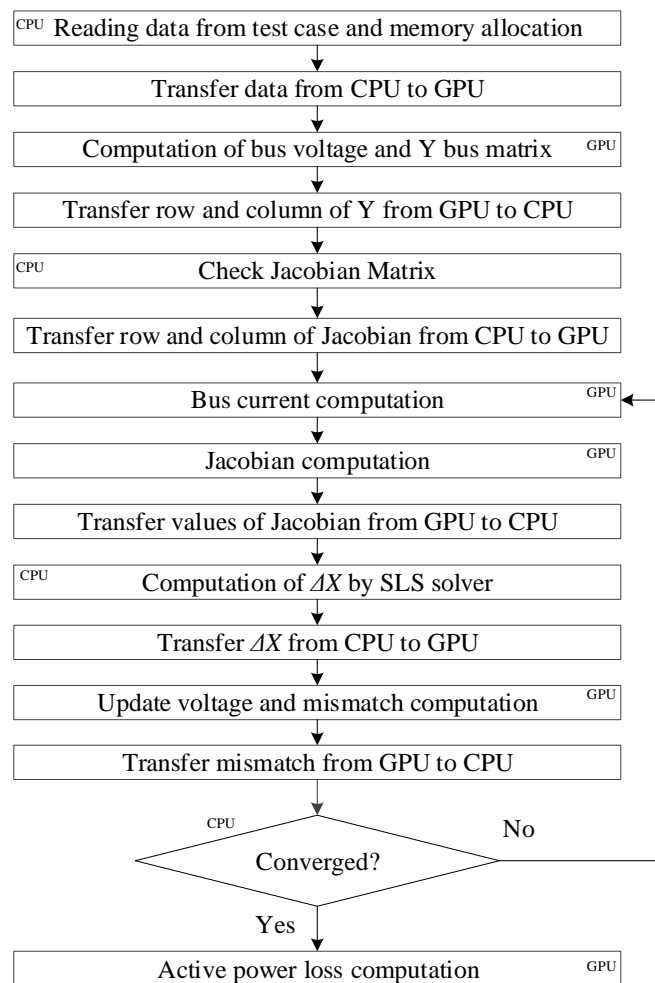 CPU Reading data from test case and memory allocation
Transfer data from CPU to GPU
Computation of bus voltage and Y bus matrix GPU
Transfer row and column of Y from GPU to CPU
CPU Check Jacobian Matrix
Transfer row and column of Jacobian from CPU to GPU
Bus current computation GPU
Jacobian computation GPU
Transfer values of Jacobian from GPU to CPU
CPU Computation of ΔX by SLS solver
Transfer ΔX from CPU to GPU
Update voltage and mismatch computation GPU
Transfer mismatch from GPU to CPU
CPU
No
Converged?
Yes
Active power loss computation GPU